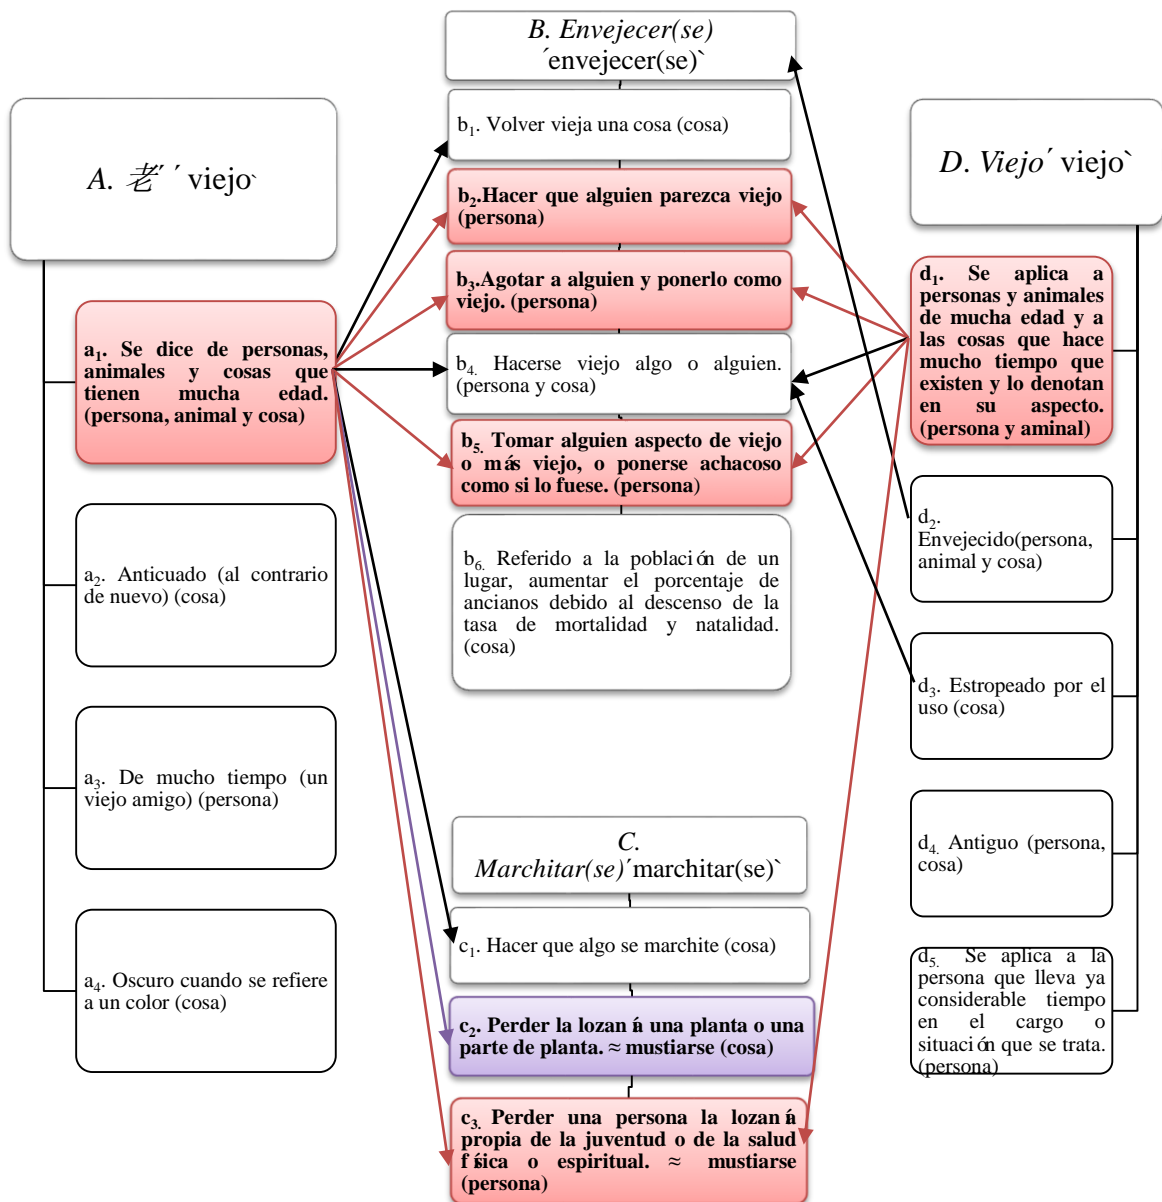 B. Envejecer(se)
´envejecer(se)`
b1. Volver vieja una cosa (cosa)
b2.Hacer que alguien parezca viejo
(persona)
b3.Agotar a alguien y ponerlo como
viejo. (persona)
b4. Hacerse viejo algo o alguien.
(persona y cosa)
b5. Tomar alguien aspecto de viejo
o más viejo, o ponerse achacoso
como si lo fuese. (persona)
b6. Referido a la población de un
lugar, aumentar el porcentaje de
ancianos debido al descenso de la
tasa de mortalidad y natalidad.
(cosa)
A. 老´ ´ viejo`
a1. Se dice de personas,
animales y cosas que
tienen mucha edad.
(persona, animal y cosa)
a2. Anticuado (al contrario
de nuevo) (cosa)
a3. De mucho tiempo (un
viejo amigo) (persona)
a4. Oscuro cuando se refiere
a un color (cosa)
C.
Marchitar(se)´marchitar(se)`
c1. Hacer que algo se marchite (cosa)
c2. Perder la lozanía una planta o una
parte de planta. ≈ mustiarse (cosa)
c3. Perder una persona la lozanía
propia de la juventud o de la salud
física o espiritual. ≈ mustiarse
(persona)
D. Viejo´ viejo`
d1. Se aplica a
personas y animales
de mucha edad y a
las cosas que hace
mucho tiempo que
existen y lo denotan
en su aspecto.
(persona y aminal)
d2.
Envejecido(persona,
animal y cosa)
d3. Estropeado por el
uso (cosa)
d4. Antiguo (persona,
cosa)
d5. Se aplica a la
persona que lleva ya
considerable tiempo
en el cargo o
situación que se trata.
(persona)